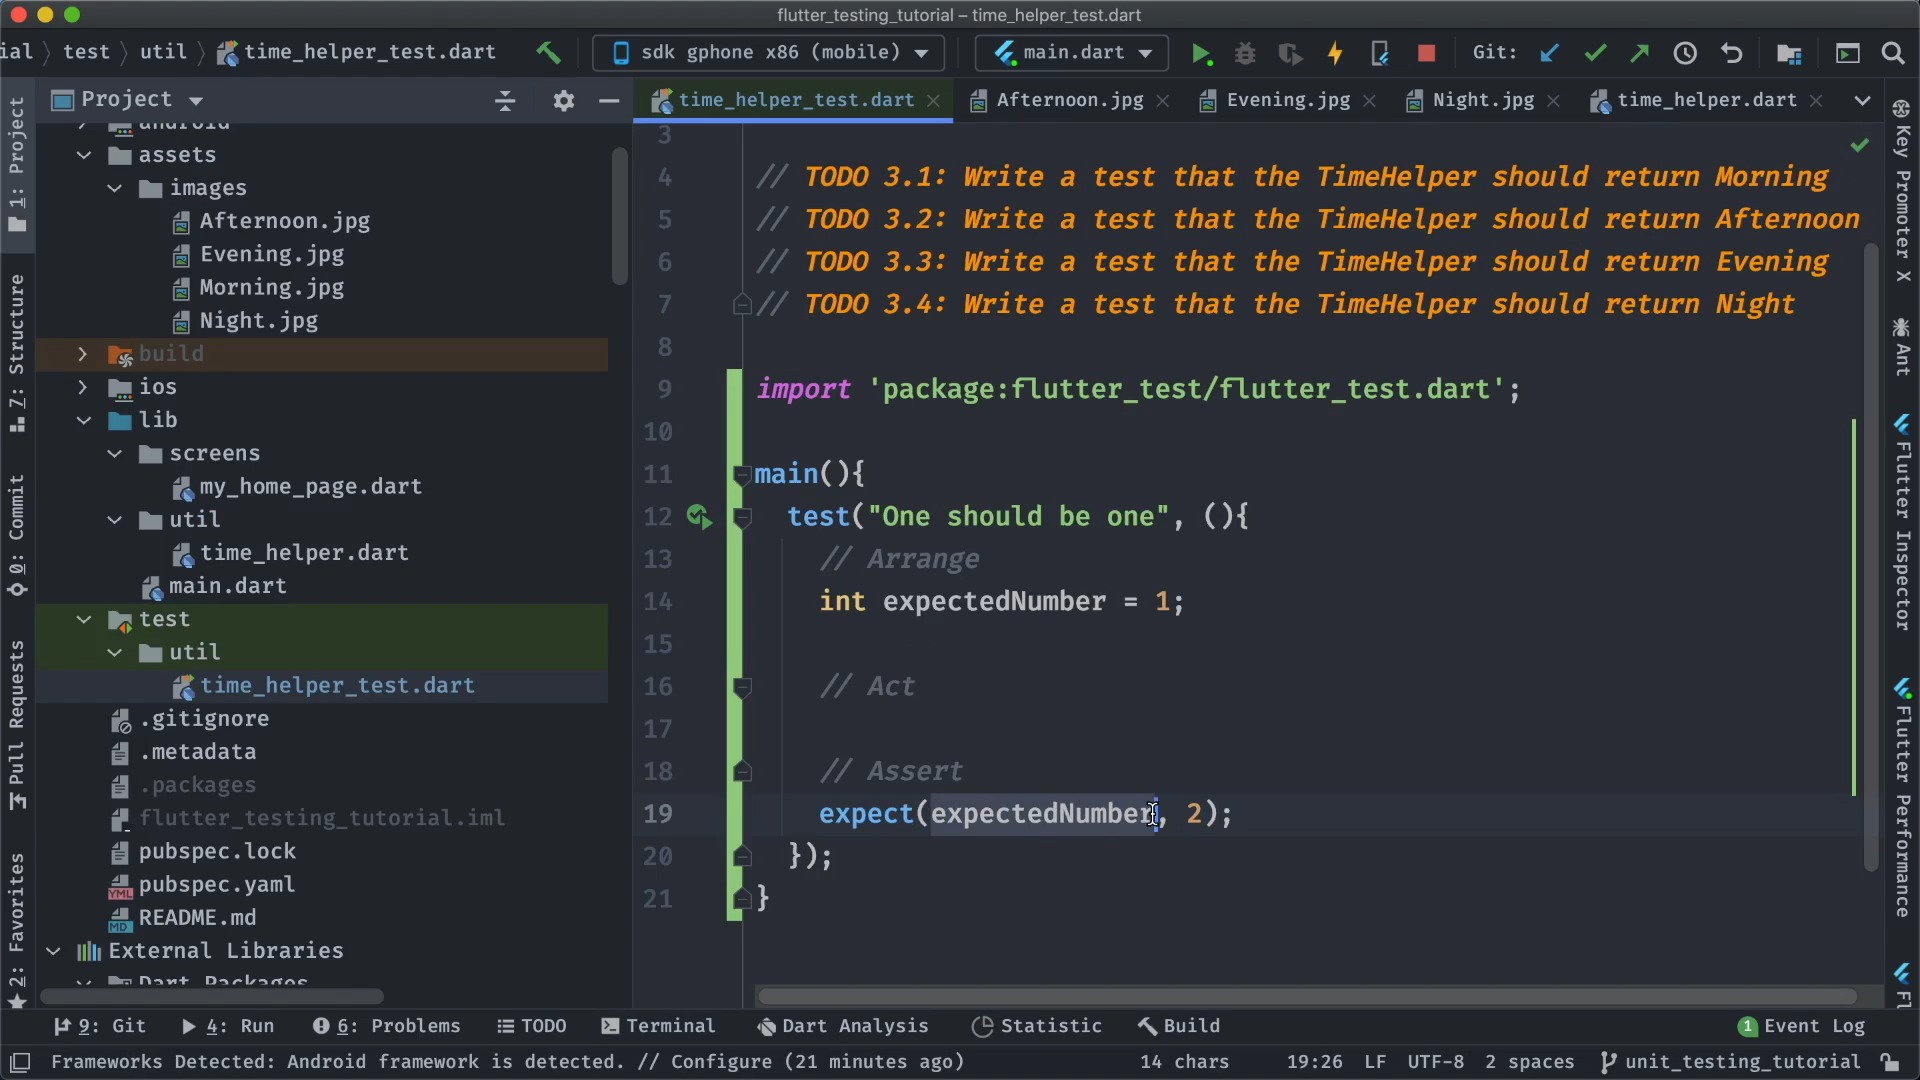 flutter_testing_tutorial – time_helper_test.dart
ial test util time_helper_test.dart sdk gphone x86 (mobile) main.dart Git:
Project
time_helper_test.dart Afternoon.jpg Evening.jpg Night.jpg time_helper.dart
1: Project
7: Structure
0: Commit
Pull Requests
2: Favorites
android
assets
images
Afternoon.jpg
Evening.jpg
Morning.jpg
Night.jpg
build
ios
lib
screens
my_home_page.dart
util
time_helper.dart
main.dart
test
util
time_helper_test.dart
.gitignore
.metadata
.packages
flutter_testing_tutorial.iml
pubspec.lock
pubspec.yaml
README.md
External Libraries
Dart Packages
3
4 // TODO 3.1: Write a test that the TimeHelper should return Morning
5 // TODO 3.2: Write a test that the TimeHelper should return Afternoon
6 // TODO 3.3: Write a test that the TimeHelper should return Evening
7 // TODO 3.4: Write a test that the TimeHelper should return Night
8
9 import 'package:flutter_test/flutter_test.dart';
10
11 main(){
12 test("One should be one", (){
13 // Arrange
14 int expectedNumber = 1;
15
16 // Act
17
18 // Assert
19 expect(expectedNumber, 2);
20 });
21 }
Key Promoter X
Ant
Flutter Inspector
Flutter Performance
Fl
9: Git 4: Run 6: Problems TODO Terminal Dart Analysis Statistic Build 1 Event Log
Frameworks Detected: Android framework is detected. // Configure (21 minutes ago) 14 chars 19:26 LF UTF-8 2 spaces unit_testing_tutorial